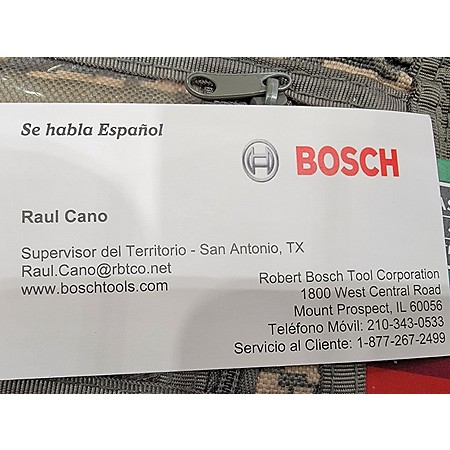 Se habla Español
BOSCH
Raul Cano
Supervisor del Territorio - San Antonio, TX
Raul.Cano@rbtco.net
www.boschtools.com
Robert Bosch Tool Corporation
1800 West Central Road
Mount Prospect, IL 60056
Teléfono Móvil: 210-343-0533
Servicio al Cliente: 1-877-267-2499